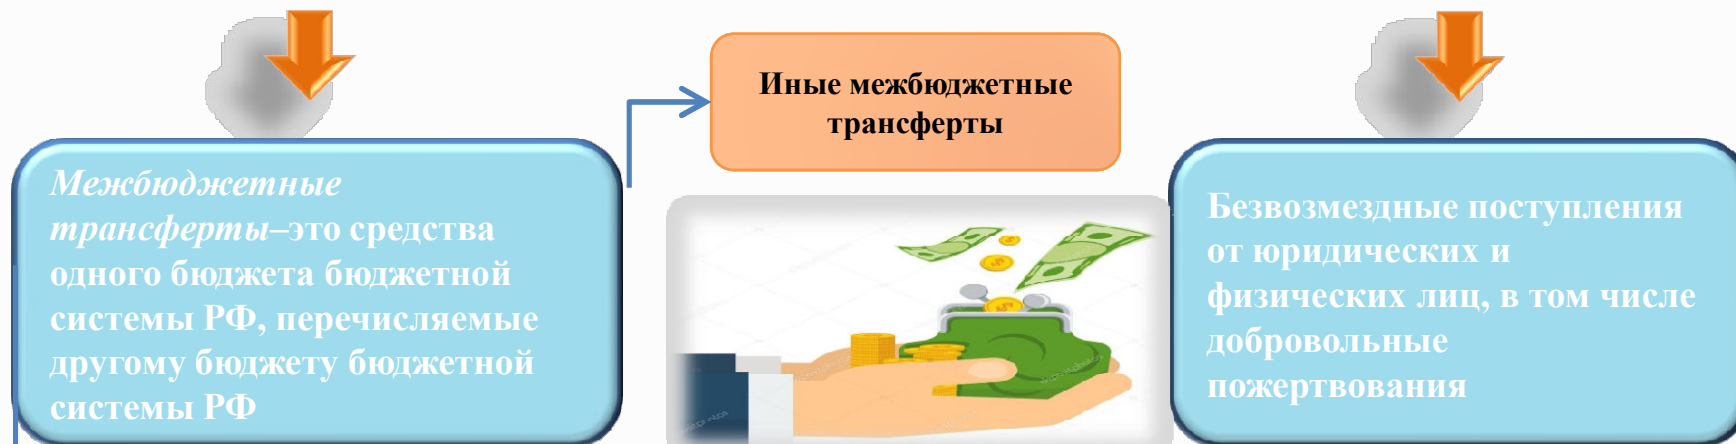 Иные межбюджетные
трансферты
Межбюджетные
трансферты–это средства
одного бюджета бюджетной
системы РФ, перечисляемые
другому бюджету бюджетной
системы РФ
Безвозмездные поступления
от юридических и
физических лиц, в том числе
добровольные
пожертвования